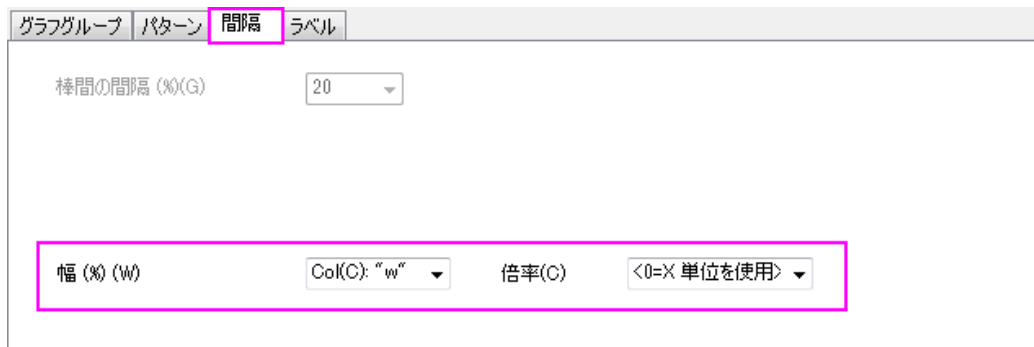 グラフグループ パターン 間隔 ラベル
棒間の間隔 (%)(G) 20
幅 (%) (W) Col(C): "w" 倍率(C) <0=X 単位を使用>